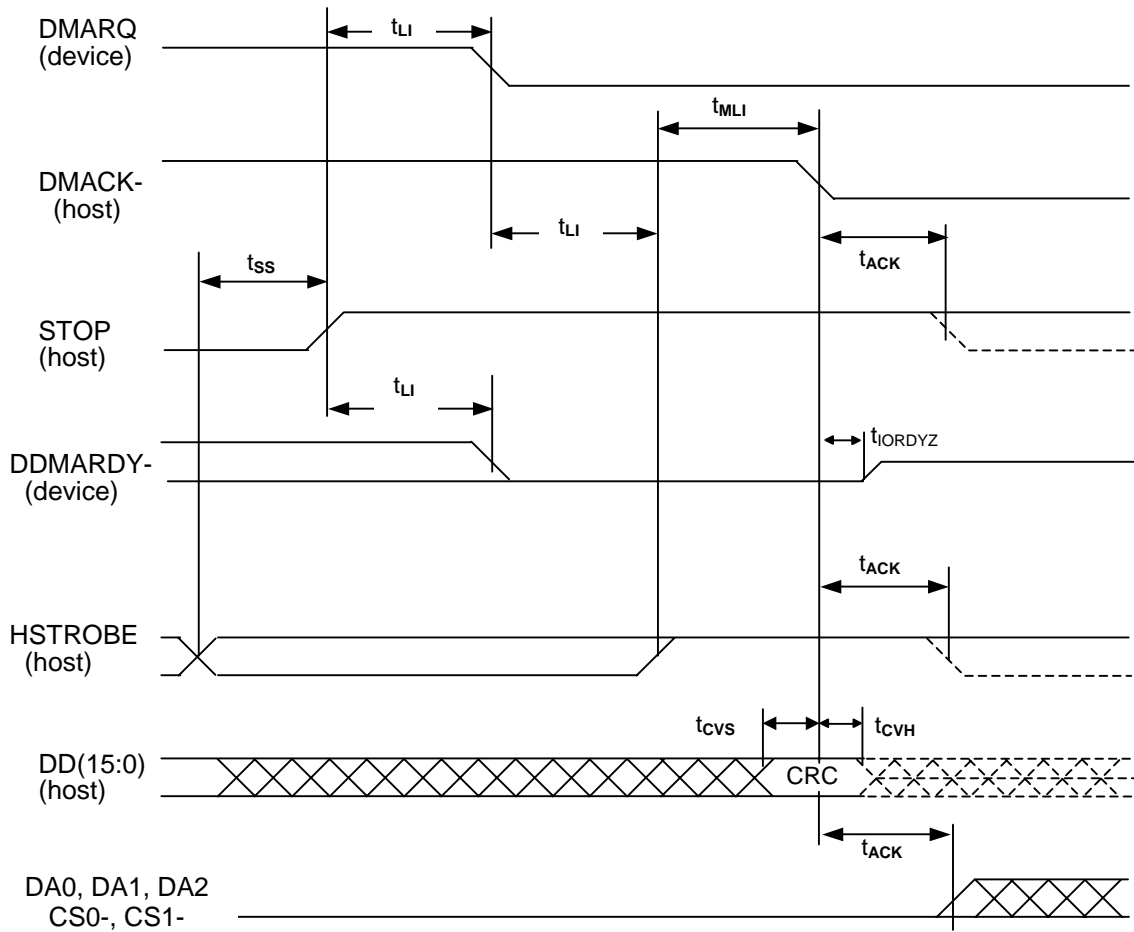 DMARQ
(device)
tLI
tMLI
DMACK-
(host)
tLI
tACK
tSS
STOP
(host)
tLI
tIORDYZ
DDMARDY-
(device)
tACK
HSTROBE
(host)
tCVS
tCVH
DD(15:0)
(host)
CRC
tACK
DA0, DA1, DA2
CS0-, CS1-